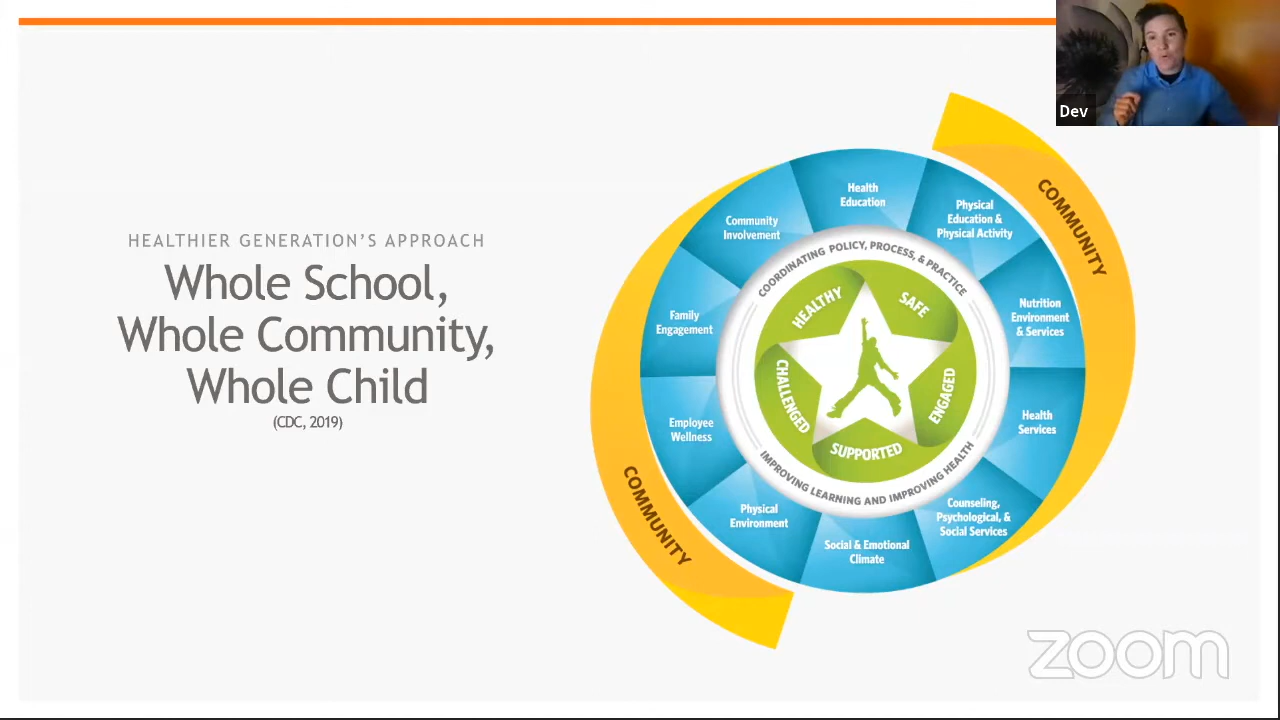 HEALTHIER GENERATION'S APPROACH
Whole School,
Whole Community,
Whole Child
(CDC, 2019)
Dev
COMMUNITY
Health
Education
Physical
Education &
Physical Activity
Nutrition
Environment
& Services
Health
Services
Counseling,
Psychological, &
Social Services
Social & Emotional
Climate
Physical
Environment
Employee
Wellness
Family
Engagement
Community
Involvement
COORDINATING POLICY, PROCESS, & PRACTICE
IMPROVING LEARNING AND IMPROVING HEALTH
HEALTHY
SAFE
ENGAGED
SUPPORTED
CHALLENGED
COMMUNITY
zoom